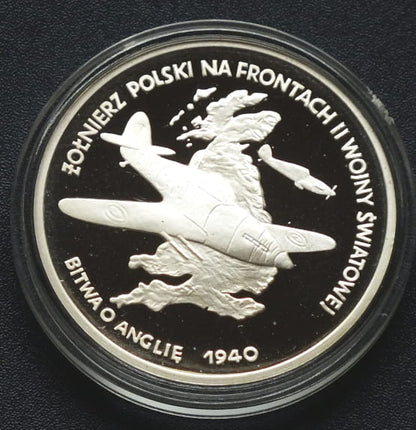 ŻOŁNIERZ POLSKI NA FRONTACH II WOJNY ŚWIATOWEJ
BITWA O ANGLIĘ 1940